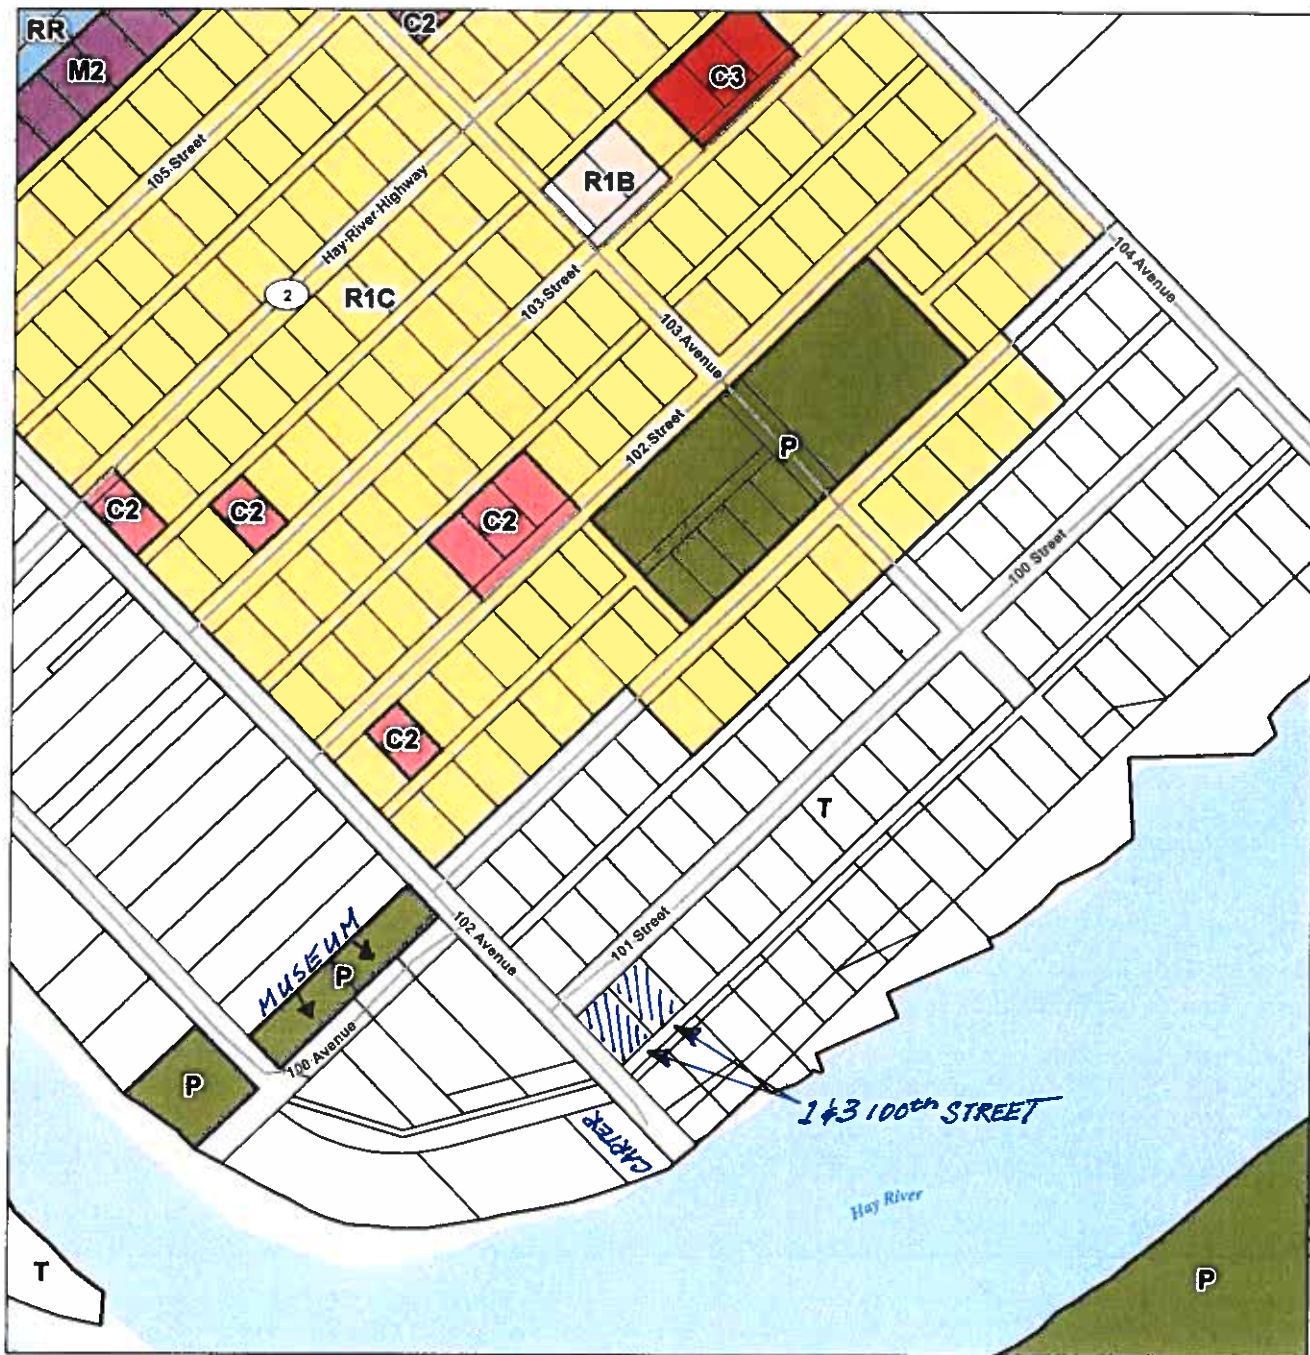 RR
C2
M2
C3
105 Street
R1B
Hay River Highway
104 Avenue
2
R1C
103 Street
103 Avenue
102 Street
P
C2
C2
C2
100 Street
C2
T
MUSEUM
102 Avenue
101 Street
P
100 Avenue
P
1 & 3 100th STREET
CARTER
Hay River
T
P